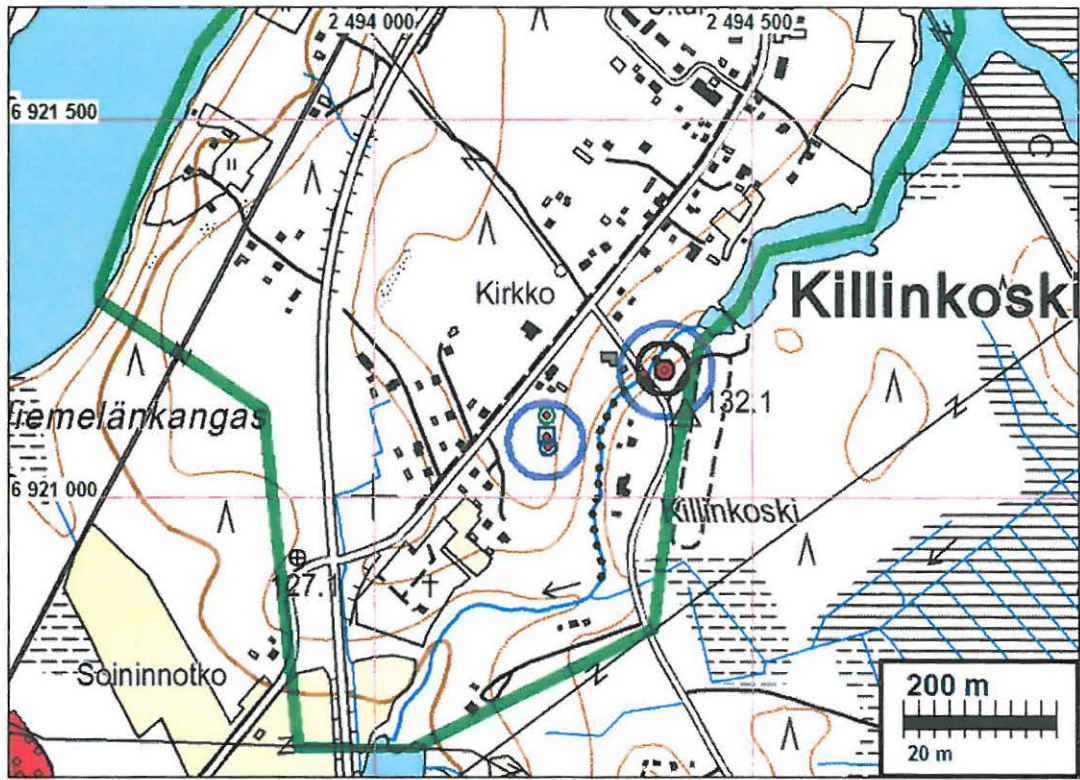 2 494 000
2 494 500
6 921 500
Kirkko
Killinkoski
132.1
iemelänkangas
6 921 000
Killinkoski
27.1
Soininnotko
200 m
20 m